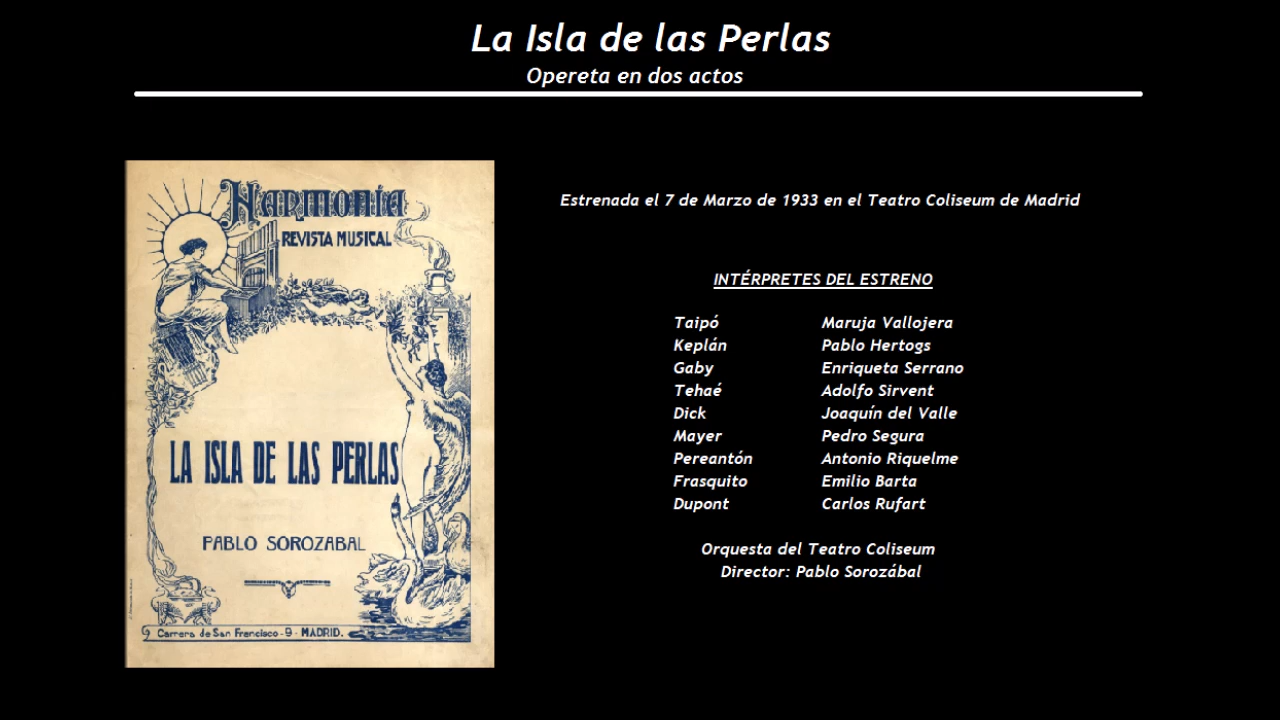 La Isla de las Perlas
Opereta en dos actos
HARMONÍA
REVISTA MUSICAL
LA ISLA DE LAS PERLAS
PABLO SOROZABAL
Carrera de San Francisco - 9 - MADRID.
Estrenada el 7 de Marzo de 1933 en el Teatro Coliseum de Madrid
INTÉRPRETES DEL ESTRENO
Taipó Maruja Vallojera
Keplán Pablo Hertogs
Gaby Enriqueta Serrano
Tehaé Adolfo Sirvent
Dick Joaquín del Valle
Mayer Pedro Segura
Pereantón Antonio Riquelme
Frasquito Emilio Barta
Dupont Carlos Rufart
Orquesta del Teatro Coliseum
Director: Pablo Sorozábal